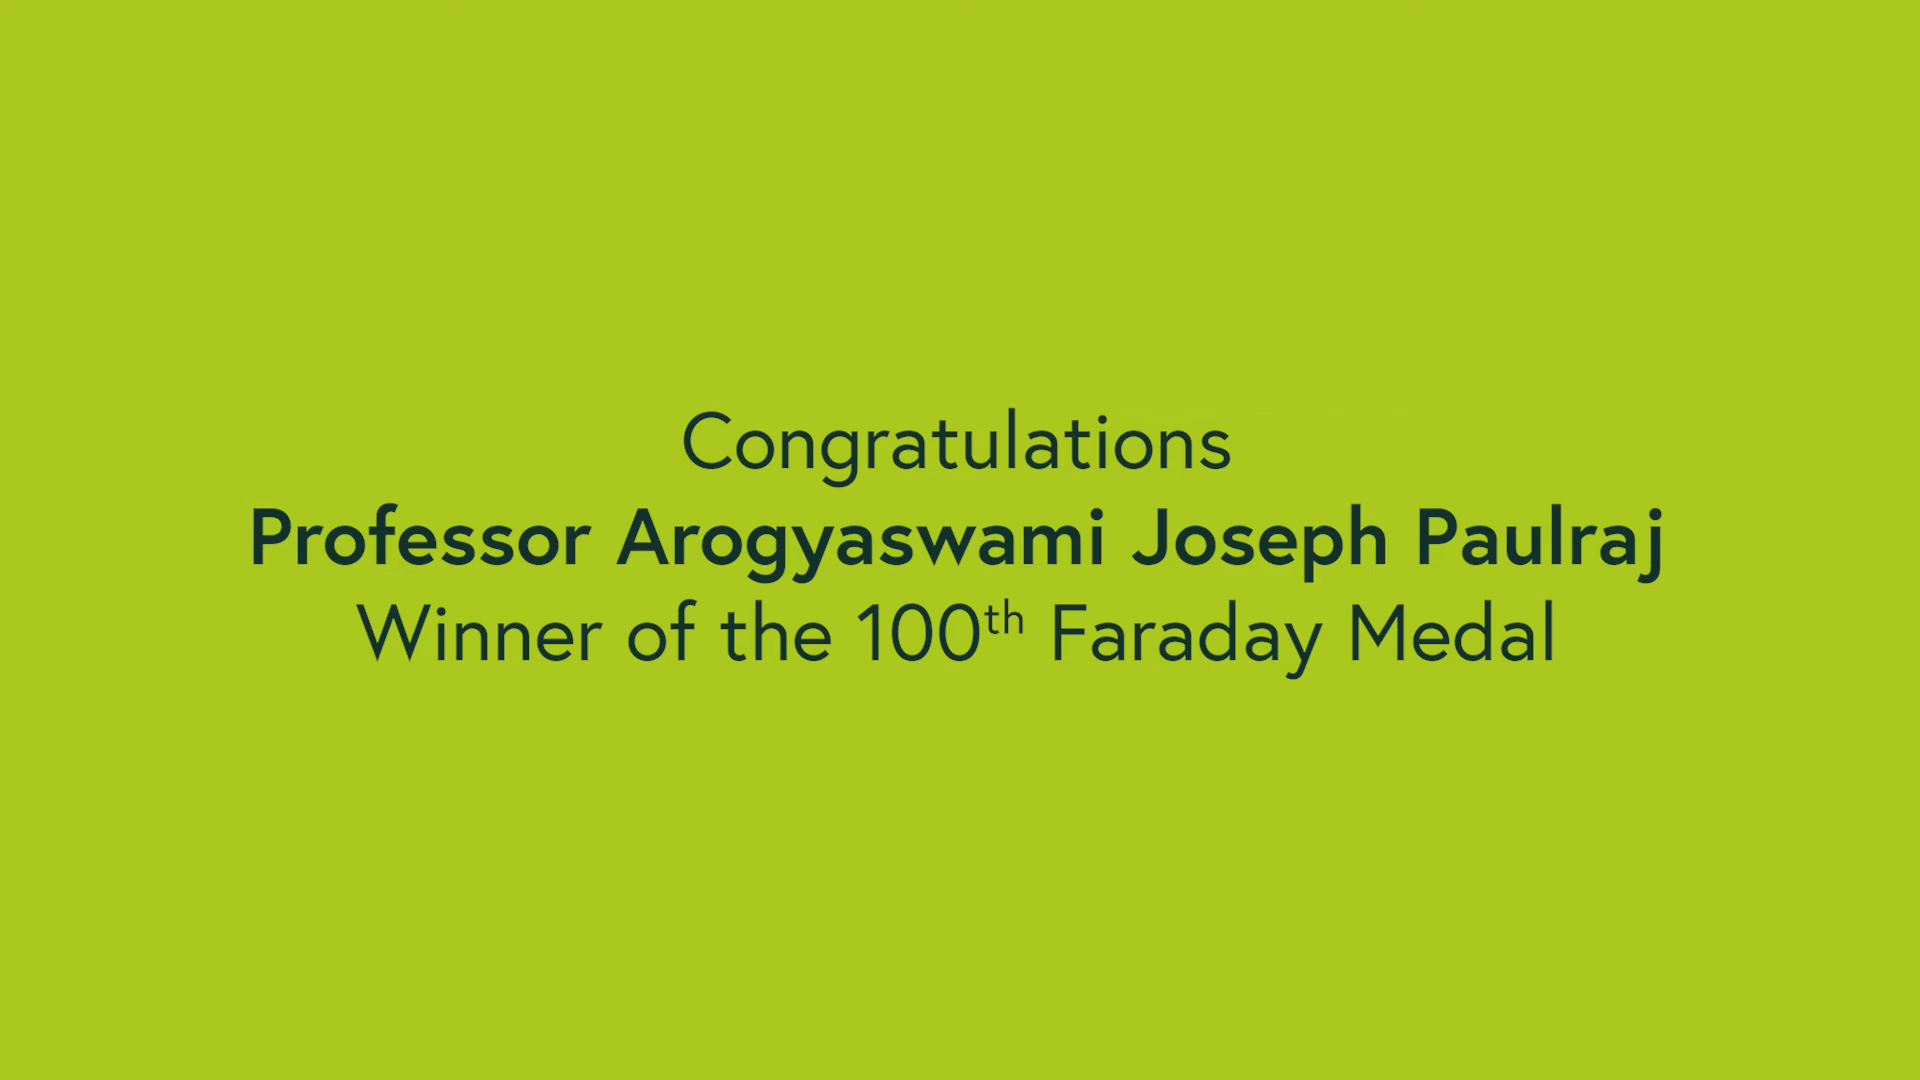 Congratulations
Professor Arogyaswami Joseph Paulraj
Winner of the 100th Faraday Medal